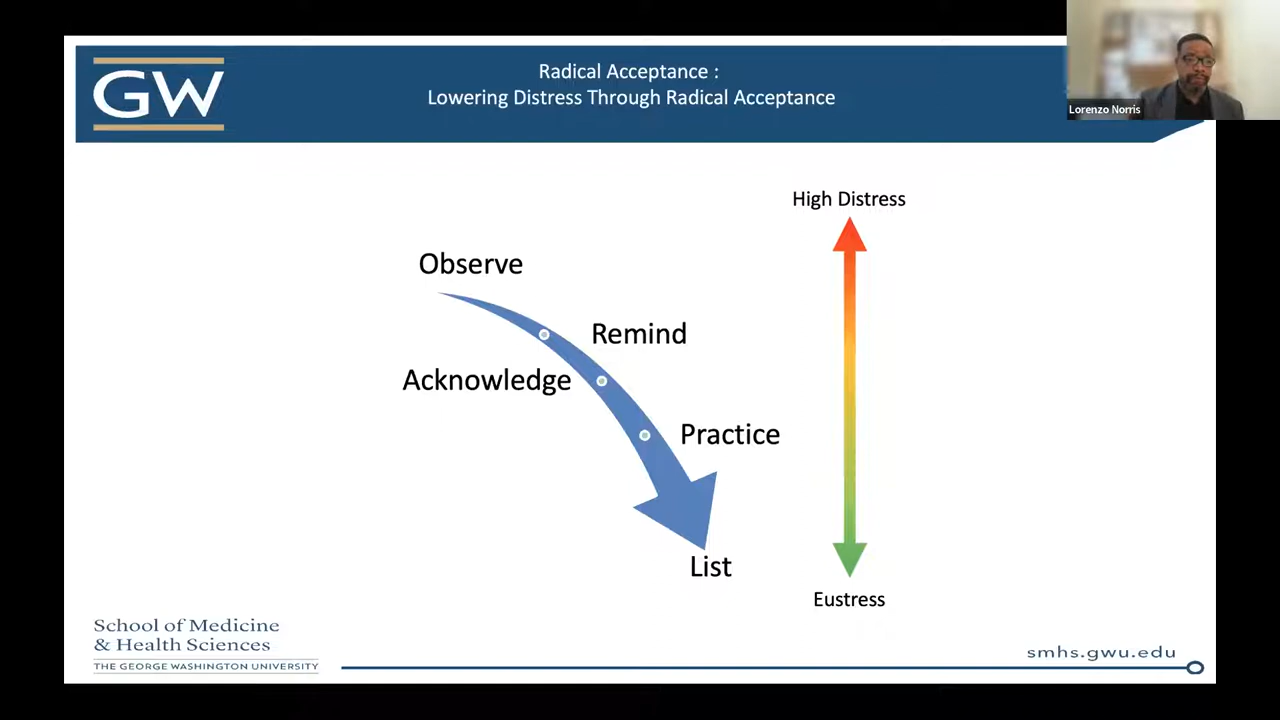 GW
Radical Acceptance :
Lowering Distress Through Radical Acceptance
Lorenzo Norris
High Distress
Observe
Remind
Acknowledge
Practice
List
Eustress
School of Medicine
& Health Sciences
THE GEORGE WASHINGTON UNIVERSITY
smhs.gwu.edu